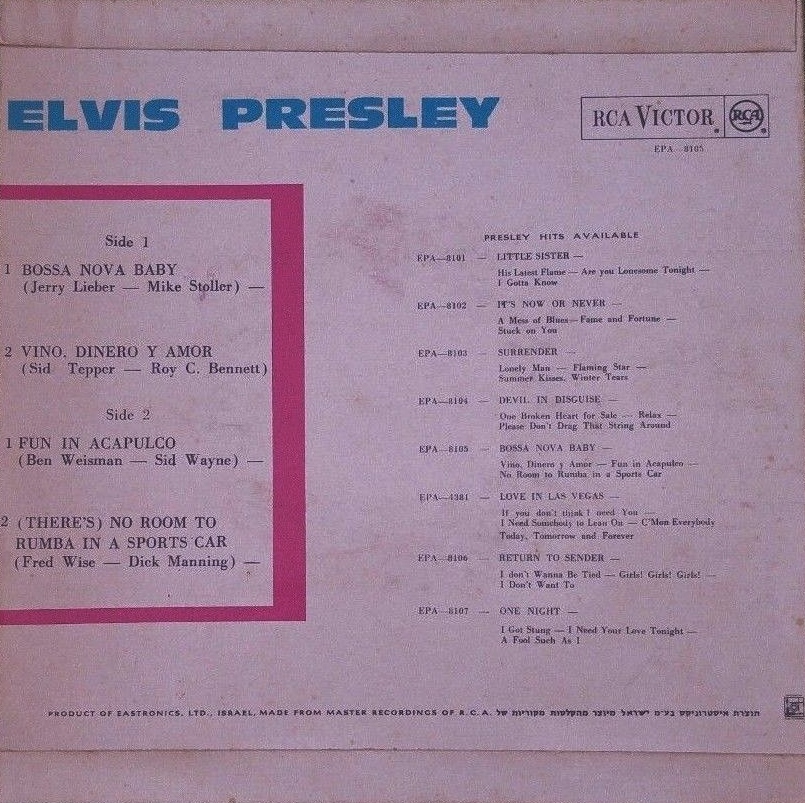 ELVIS PRESLEY
RCA VICTOR
RCA
EPA—8105
Side 1
1 BOSSA NOVA BABY
(Jerry Lieber — Mike Stoller) —
2 VINO, DINERO Y AMOR
(Sid Tepper — Roy C. Bennett)
Side 2
1 FUN IN ACAPULCO
(Ben Weisman — Sid Wayne) —
2 (THERE'S) NO ROOM TO
RUMBA IN A SPORTS CAR
(Fred Wise — Dick Manning) —
PRESLEY HITS AVAILABLE
EPA—8101 — LITTLE SISTER —
His Latest Flame — Are you Lonesome Tonight —
I Gotta Know
EPA—8102 — IT'S NOW OR NEVER —
A Mess of Blues — Fame and Fortune —
Stuck on You
EPA—8103 — SURRENDER —
Lonely Man — Flaming Star —
Summer Kisses, Winter Tears
EPA—8104 — DEVIL IN DISGUISE —
One Broken Heart for Sale — Relax —
Please Don't Drag That String Around
EPA—8105 — BOSSA NOVA BABY —
Vino, Dinero y Amor — Fun in Acapulco —
No Room to Rumba in a Sports Car
EPA—4381 — LOVE IN LAS VEGAS —
If you don't think I need You —
I Need Somebody to Lean On — C'Mon Everybody
Today, Tomorrow and Forever
EPA—8106 — RETURN TO SENDER —
I don't Wanna Be Tied — Girls! Girls! Girls! —
I Don't Want To
EPA—8107 — ONE NIGHT —
I Got Stung — I Need Your Love Tonight —
A Fool Such As I
PRODUCT OF EASTRONICS, LTD., ISRAEL, MADE FROM MASTER RECORDINGS OF R.C.A. תוצרת איסטרוניקס בע"מ ישראל מיוצר מהקלטות מקוריות של